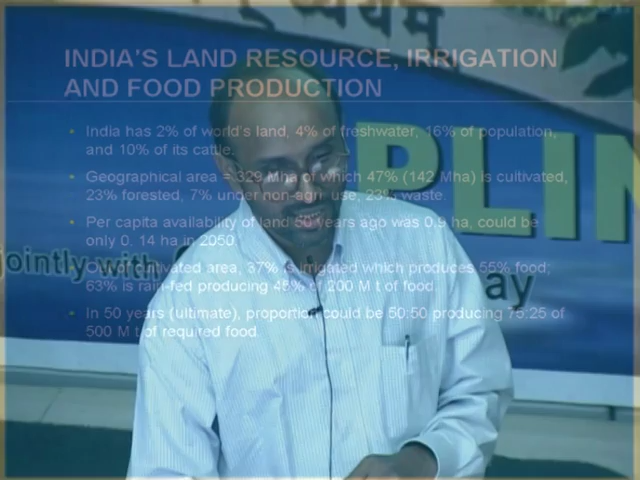 INDIA'S LAND RESOURCE, IRRIGATION
AND FOOD PRODUCTION
• India has 2% of world's land, 4% of freshwater, 16% of population,
and 10% of its cattle.
• Geographical area = 329 Mha of which 47% (142 Mha) is cultivated,
23% forested, 7% under non-agri use, 23% waste.
• Per capita availability of land 50 years ago was 0.9 ha, could be
only 0. 14 ha in 2050.
• Out of cultivated area, 37% is irrigated which produces 55% food;
63% is rain-fed producing 45% of 200 M t of food.
• In 50 years (ultimate), proportion could be 50:50 producing 75:25 of
500 M t of required food.
PLIN
jointly with
ay